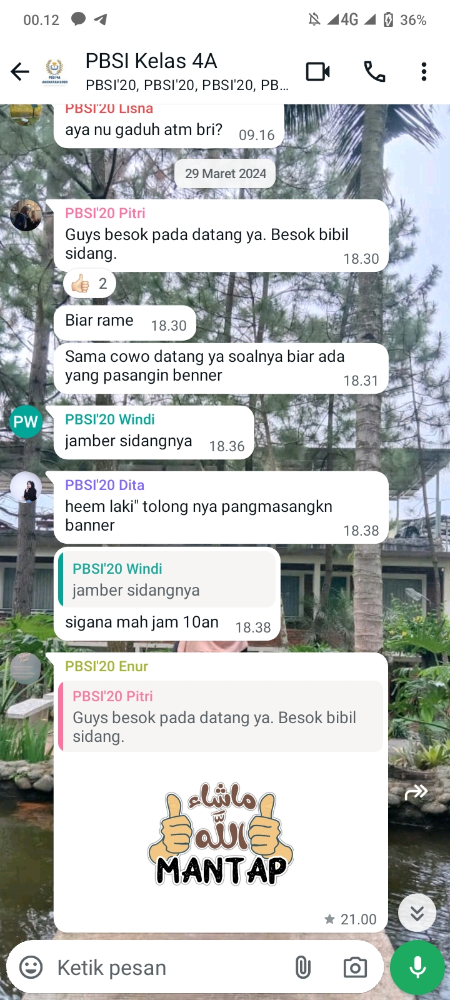 00.12
4G
36%
PBSI Kelas 4A
PBSI'20, PBSI'20, PBSI'20, PB...
PBSI 4A
ANGKATAN 2020
PBSI'20 Lisna
aya nu gaduh atm bri? 09.16
29 Maret 2024
PBSI'20 Pitri
Guys besok pada datang ya. Besok bibil
sidang. 18.30
👍🏻 2
Biar rame 18.30
Sama cowo datang ya soalnya biar ada
yang pasangin benner 18.31
PW
PBSI'20 Windi
jamber sidangnya 18.36
PBSI'20 Dita
heem laki" tolong nya pangmasangkn
banner 18.38
PBSI'20 Windi
jamber sidangnya
sigana mah jam 10an 18.38
PBSI'20 Enur
PBSI'20 Pitri
Guys besok pada datang ya. Besok bibil
sidang.
ماشاء
الله
MANTAP
21.00
Ketik pesan